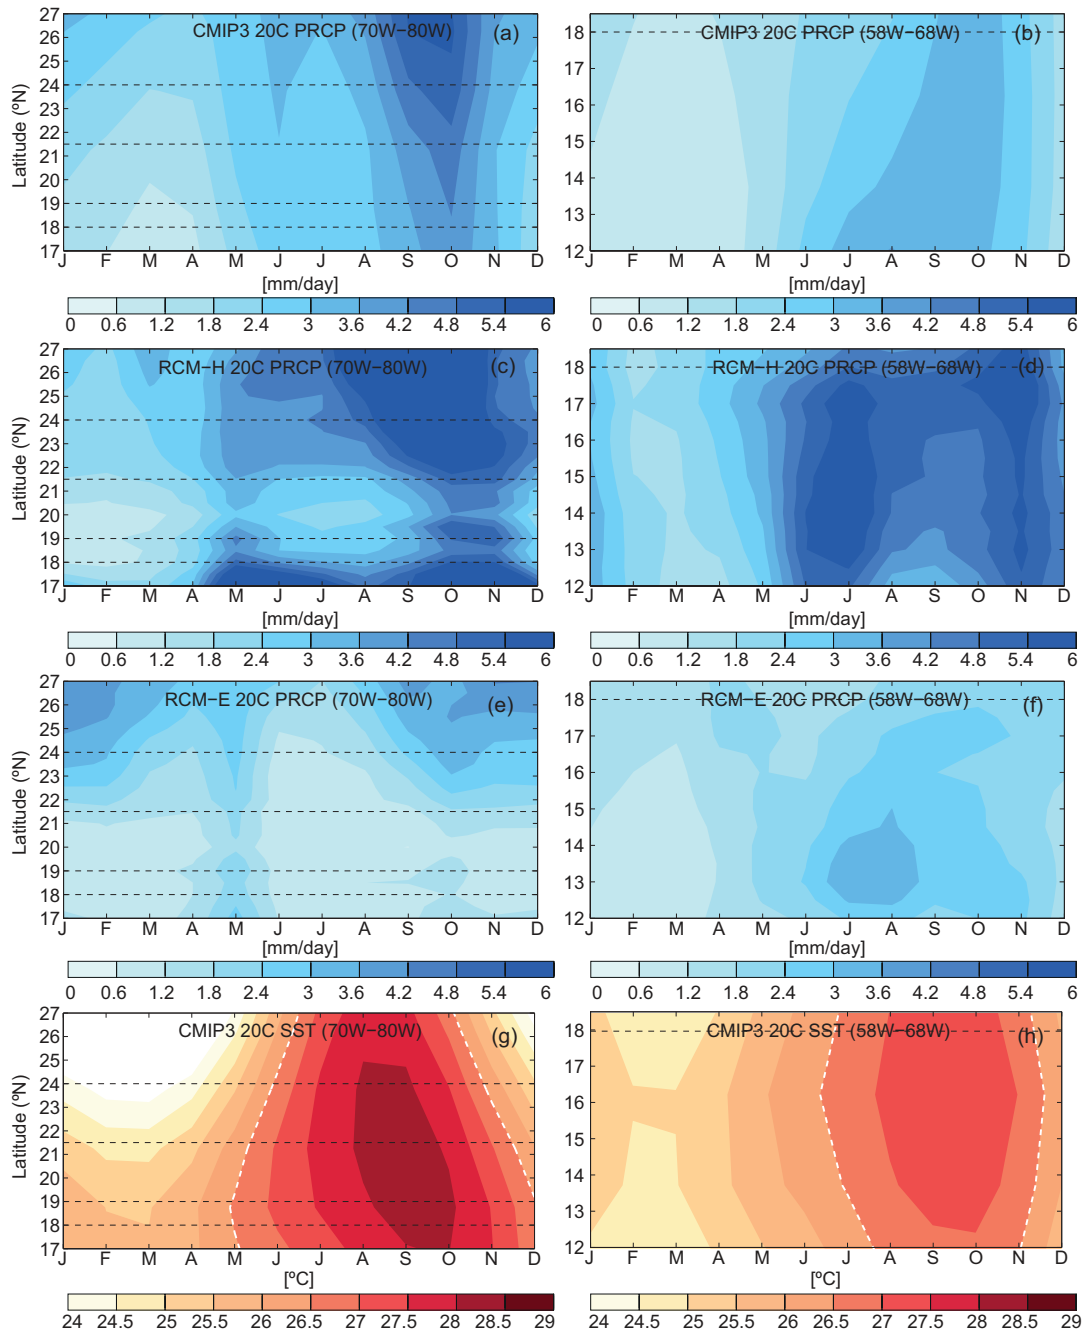 CMIP3 20C PRCP (70W−80W) (a)
27
26
25
24
23
22
21
20
19
18
17
Latitude (ºN)
J F M A M J J A S O N D
[mm/day]
0 0.6 1.2 1.8 2.4 3 3.6 4.2 4.8 5.4 6
CMIP3 20C PRCP (58W−68W) (b)
18
17
16
15
14
13
12
J F M A M J J A S O N D
[mm/day]
0 0.6 1.2 1.8 2.4 3 3.6 4.2 4.8 5.4 6
RCM−H 20C PRCP (70W−80W) (c)
27
26
25
24
23
22
21
20
19
18
17
Latitude (ºN)
J F M A M J J A S O N D
[mm/day]
0 0.6 1.2 1.8 2.4 3 3.6 4.2 4.8 5.4 6
RCM−H 20C PRCP (58W−68W) (d)
18
17
16
15
14
13
12
J F M A M J J A S O N D
[mm/day]
0 0.6 1.2 1.8 2.4 3 3.6 4.2 4.8 5.4 6
RCM−E 20C PRCP (70W−80W) (e)
27
26
25
24
23
22
21
20
19
18
17
Latitude (ºN)
J F M A M J J A S O N D
[mm/day]
0 0.6 1.2 1.8 2.4 3 3.6 4.2 4.8 5.4 6
RCM−E 20C PRCP (58W−68W) (f)
18
17
16
15
14
13
12
J F M A M J J A S O N D
[mm/day]
0 0.6 1.2 1.8 2.4 3 3.6 4.2 4.8 5.4 6
CMIP3 20C SST (70W−80W) (g)
27
26
25
24
23
22
21
20
19
18
17
Latitude (ºN)
J F M A M J J A S O N D
[ºC]
24 24.5 25 25.5 26 26.5 27 27.5 28 28.5 29
CMIP3 20C SST (58W−68W) (h)
18
17
16
15
14
13
12
J F M A M J J A S O N D
[ºC]
24 24.5 25 25.5 26 26.5 27 27.5 28 28.5 29